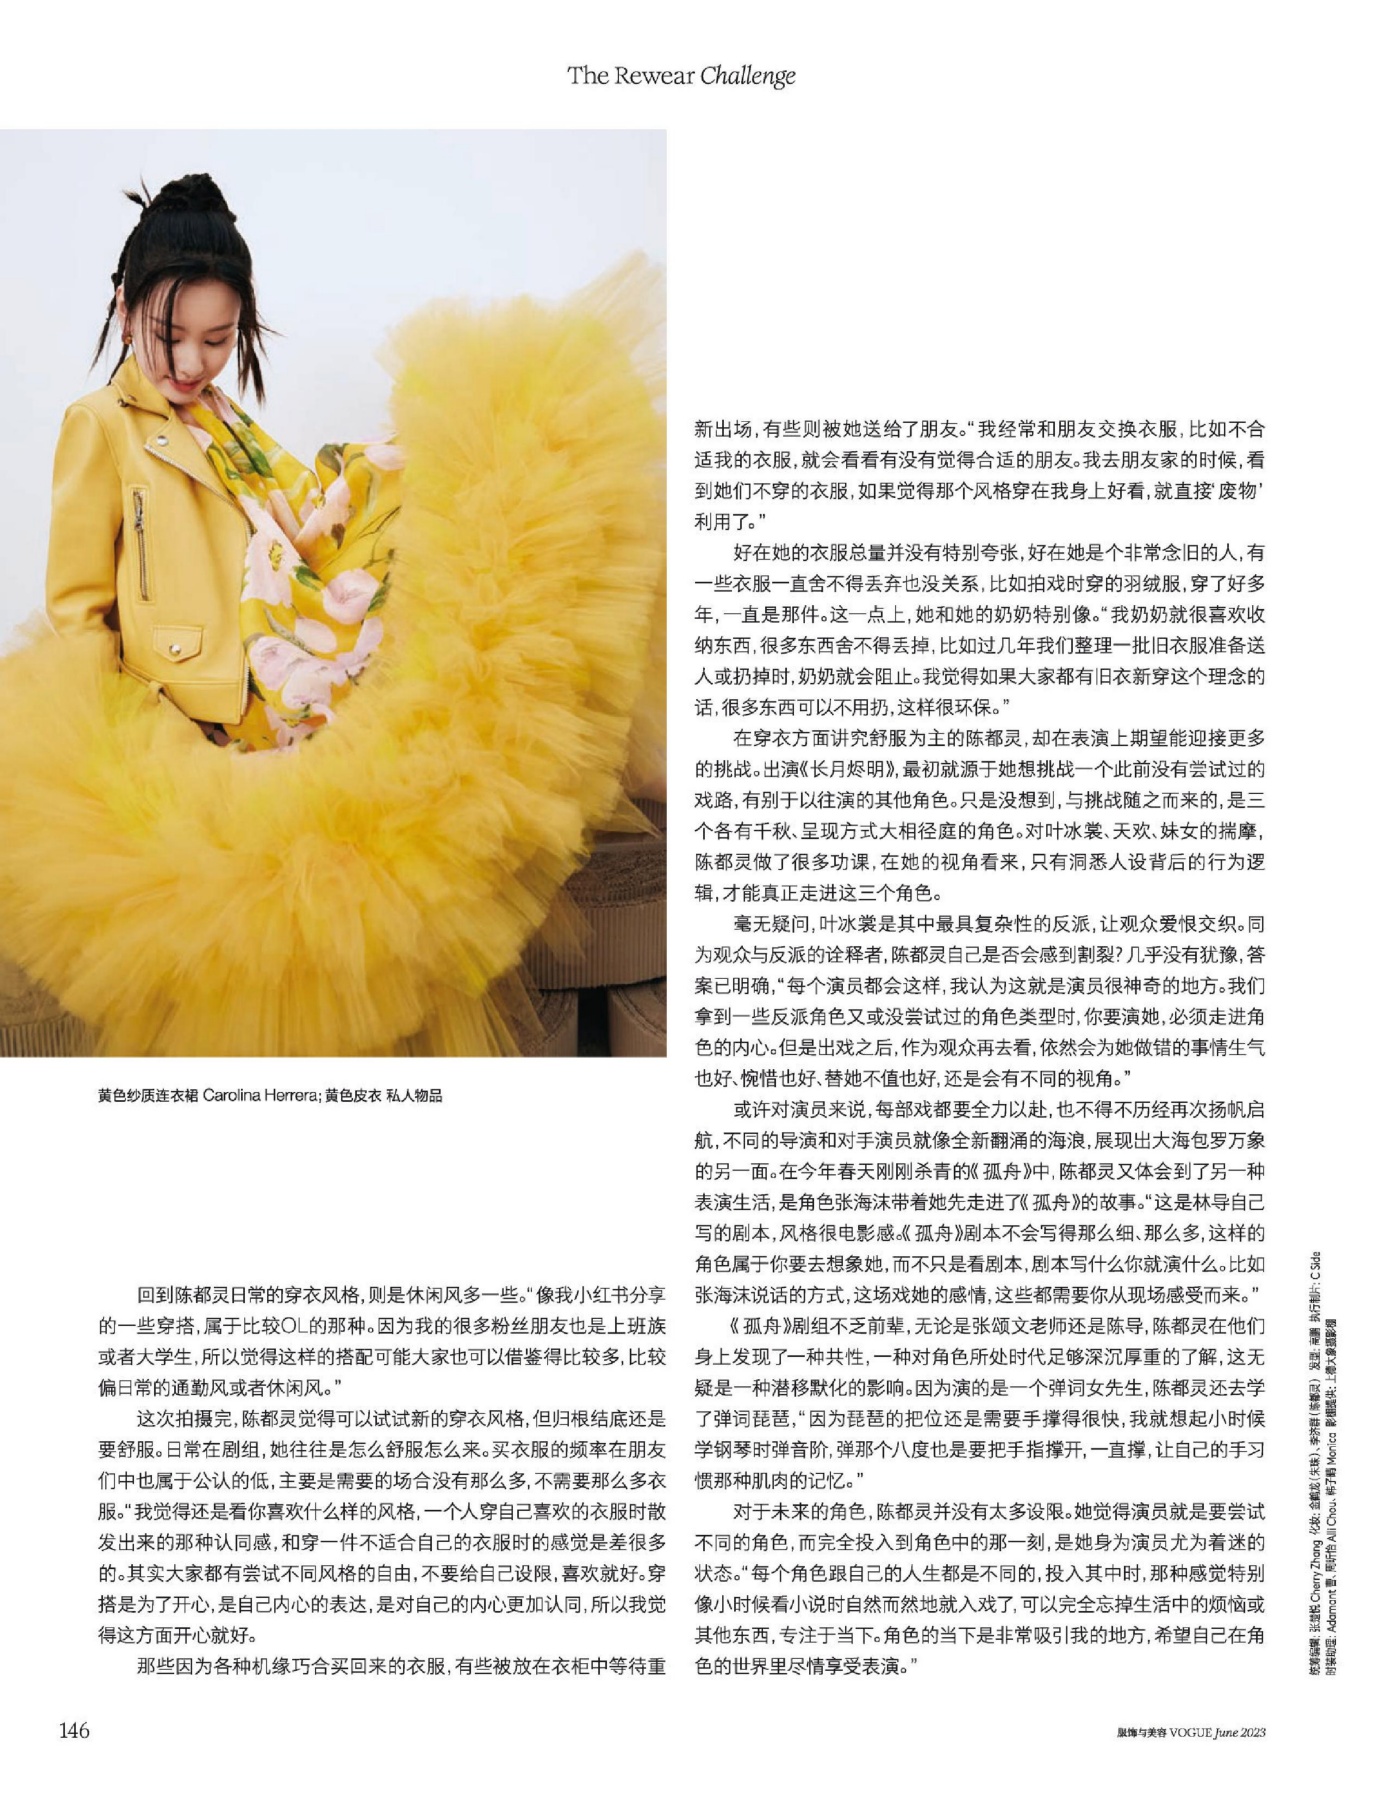 The Rewear Challenge
黄色纱质连衣裙 Carolina Herrera; 黄色皮衣 私人物品
回到陈都灵日常的穿衣风格,则是休闲风多一些。“像我小红书分享
的一些穿搭,属于比较OL的那种。因为我的很多粉丝朋友也是上班族
或者大学生,所以觉得这样的搭配可能大家也可以借鉴得比较多,比较
偏日常的通勤风或者休闲风。”
这次拍摄完,陈都灵觉得可以试试新的穿衣风格,但归根结底还是
要舒服。日常在剧组,她往往是怎么舒服怎么来。买衣服的频率在朋友
们中也属于公认的低,主要是需要的场合没有那么多,不需要那么多衣
服。“我觉得还是看你喜欢什么样的风格,一个人穿自己喜欢的衣服时散
发出来的那种认同感,和穿一件不适合自己的衣服时的感觉是差很多
的。其实大家都有尝试不同风格的自由,不要给自己设限,喜欢就好。穿
搭是为了开心,是自己内心的表达,是对自己的内心更加认同,所以我觉
得这方面开心就好。
那些因为各种机缘巧合买回来的衣服,有些被放在衣柜中等待重
新出场,有些则被她送给了朋友。“我经常和朋友交换衣服,比如不合
适我的衣服,就会看看有没有觉得合适的朋友。我去朋友家的时候,看
到她们不穿的衣服,如果觉得那个风格穿在我身上好看,就直接‘废物’
利用了。”
好在她的衣服总量并没有特别夸张,好在她是个非常念旧的人,有
一些衣服一直舍不得丢弃也没关系,比如拍戏时穿的羽绒服,穿了好多
年,一直是那件。这一点上,她和她的奶奶特别像。“我奶奶就很喜欢收
纳东西,很多东西舍不得丢掉,比如过几年我们整理一批旧衣服准备送
人或扔掉时,奶奶就会阻止。我觉得如果大家都有旧衣新穿这个理念的
话,很多东西可以不用扔,这样很环保。”
在穿衣方面讲究舒服为主的陈都灵,却在表演上期望能迎接更多
的挑战。出演《长月烬明》,最初就源于她想挑战一个此前没有尝试过的
戏路,有别于以往演的其他角色。只是没想到,与挑战随之而来的,是三
个各有千秋、呈现方式大相径庭的角色。对叶冰裳、天欢、妹女的揣摩,
陈都灵做了很多功课,在她的视角看来,只有洞悉人设背后的行为逻
辑,才能真正走进这三个角色。
毫无疑问,叶冰裳是其中最具复杂性的反派,让观众爱恨交织。同
为观众与反派的诠释者,陈都灵自己是否会感到割裂?几乎没有犹豫,答
案已明确,“每个演员都会这样,我认为这就是演员很神奇的地方。我们
拿到一些反派角色又或没尝试过的角色类型时,你要演她,必须走进角
色的内心。但是出戏之后,作为观众再去看,依然会为她做错的事情生气
也好、惋惜也好、替她不值也好,还是会有不同的视角。”
或许对演员来说,每部戏都要全力以赴,也不得不历经再次扬帆启
航,不同的导演和对手演员就像全新翻涌的海浪,展现出大海包罗万象
的另一面。在今年春天刚刚杀青的《孤舟》中,陈都灵又体会到了另一种
表演生活,是角色张海沫带着她先走进了《孤舟》的故事。“这是林导自己
写的剧本,风格很电影感。《孤舟》剧本不会写得那么细、那么多,这样的
角色属于你要去想象她,而不只是看剧本,剧本写什么你就演什么。比如
张海沫说话的方式,这场戏她的感情,这些都需要你从现场感受而来。”
《孤舟》剧组不乏前辈,无论是张颂文老师还是陈导,陈都灵在他们
身上发现了一种共性,一种对角色所处时代足够深沉厚重的了解,这无
疑是一种潜移默化的影响。因为演的是一个弹词女先生,陈都灵还去学
了弹词琵琶,“因为琵琶的把位还是需要手撑得很快,我就想起小时候
学钢琴时弹音阶,弹那个八度也是要把手指撑开,一直撑,让自己的手习
惯那种肌肉的记忆。”
对于未来的角色,陈都灵并没有太多设限。她觉得演员就是要尝试
不同的角色,而完全投入到角色中的那一刻,是她身为演员尤为着迷的
状态。“每个角色跟自己的人生都是不同的,投入其中时,那种感觉特别
像小时候看小说时自然而然地就入戏了,可以完全忘掉生活中的烦恼或
其他东西,专注于当下。角色的当下是非常吸引我的地方,希望自己在角
色的世界里尽情享受表演。”
统筹编辑: 张楚悦 Cherry Zhang 化妆: 金鹤龙(朱珠)、李济群(陈都灵) 发型: 高鹏 执行制片: C Side
时装助理: Adamant 曹、周昕怡 Alli Chou、韩子鹤 Monica 影棚提供: 上德大象摄影棚
146
服饰与美容 VOGUE June 2023